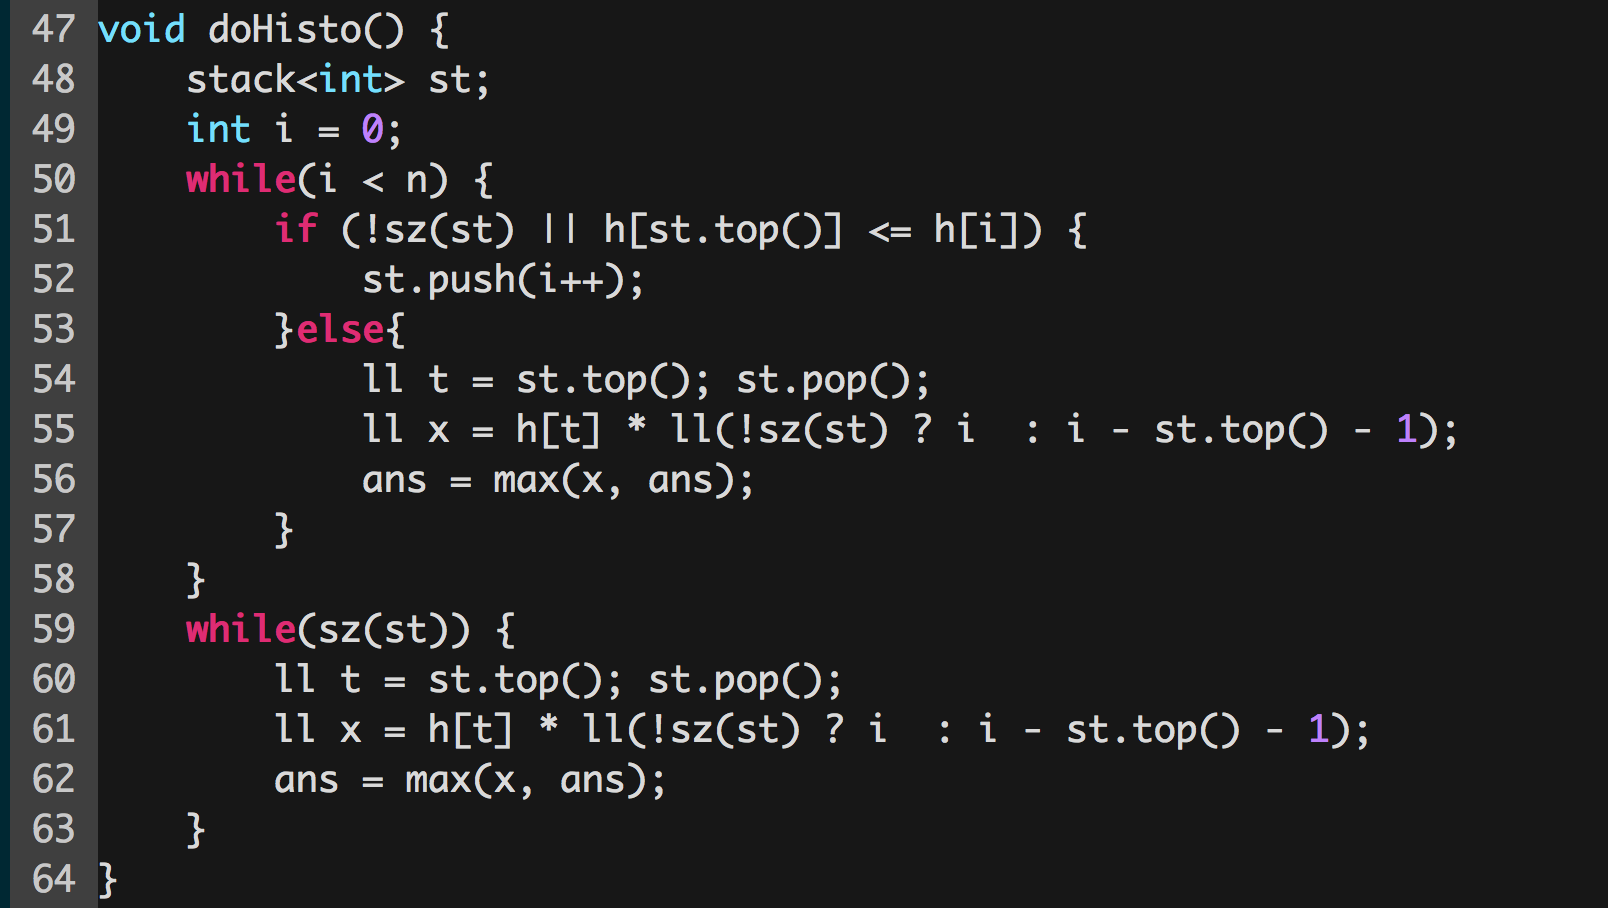 47 void doHisto() {
48     stack<int> st;
49     int i = 0;
50     while(i < n) {
51         if (!sz(st) || h[st.top()] <= h[i]) {
52             st.push(i++);
53         }else{
54             ll t = st.top(); st.pop();
55             ll x = h[t] * ll(!sz(st) ? i  : i - st.top() - 1);
56             ans = max(x, ans);
57         }
58     }
59     while(sz(st)) {
60         ll t = st.top(); st.pop();
61         ll x = h[t] * ll(!sz(st) ? i  : i - st.top() - 1);
62         ans = max(x, ans);
63     }
64 }